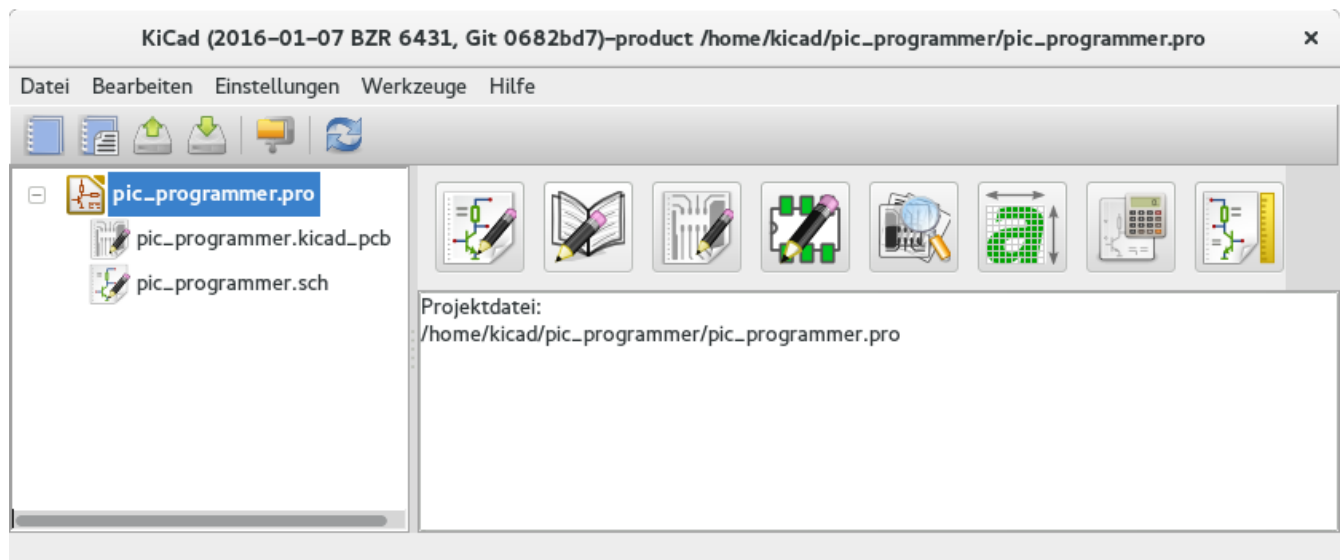 KiCad (2016–01–07 BZR 6431, Git 0682bd7)–product /home/kicad/pic_programmer/pic_programmer.pro
Datei Bearbeiten Einstellungen Werkzeuge Hilfe
pic_programmer.pro
pic_programmer.kicad_pcb
pic_programmer.sch
Projektdatei:
/home/kicad/pic_programmer/pic_programmer.pro